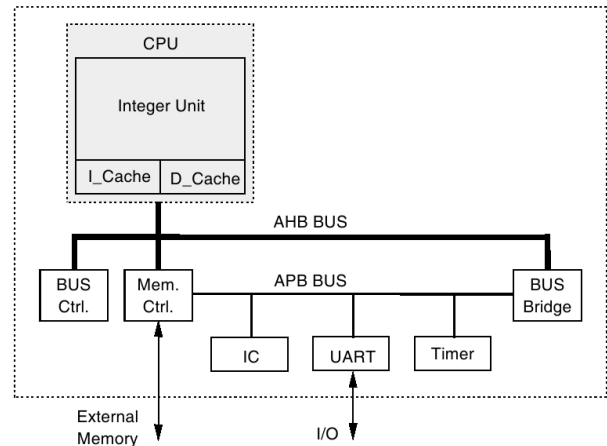 CPU
Integer Unit
I_Cache
D_Cache
AHB BUS
BUS
Ctrl.
Mem.
Ctrl.
APB BUS
BUS
Bridge
IC
UART
Timer
External
Memory
I/O